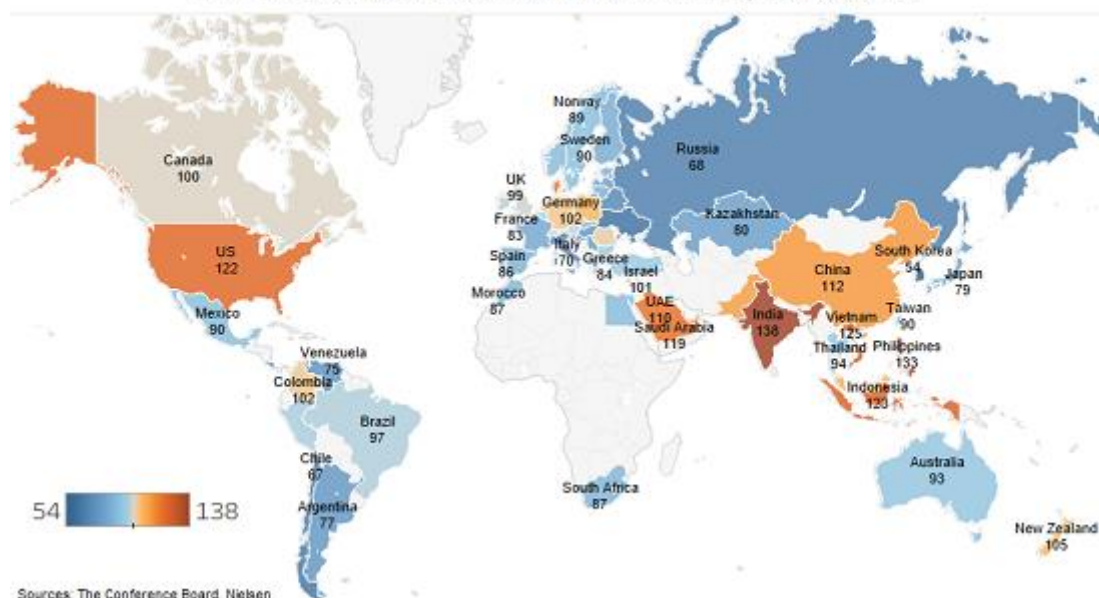 Norway
89
Sweden
90
Russia
68
Canada
100
UK
99
Germany
102
France
83
Kazakhstan
80
Italy
70
Spain
86
Greece
84
South Korea
54
US
122
Israel
101
China
112
Japan
79
Morocco
87
UAE
110
India
138
Taiwan
90
Mexico
90
Saudi Arabia
119
Vietnam
125
Thailand
94
Philippines
133
Venezuela
75
Colombia
102
Indonesia
Brazil
97
Chile
67
Australia
93
South Africa
87
Argentina
77
54
138
New Zealand
105
Sources: The Conference Board, Nielsen